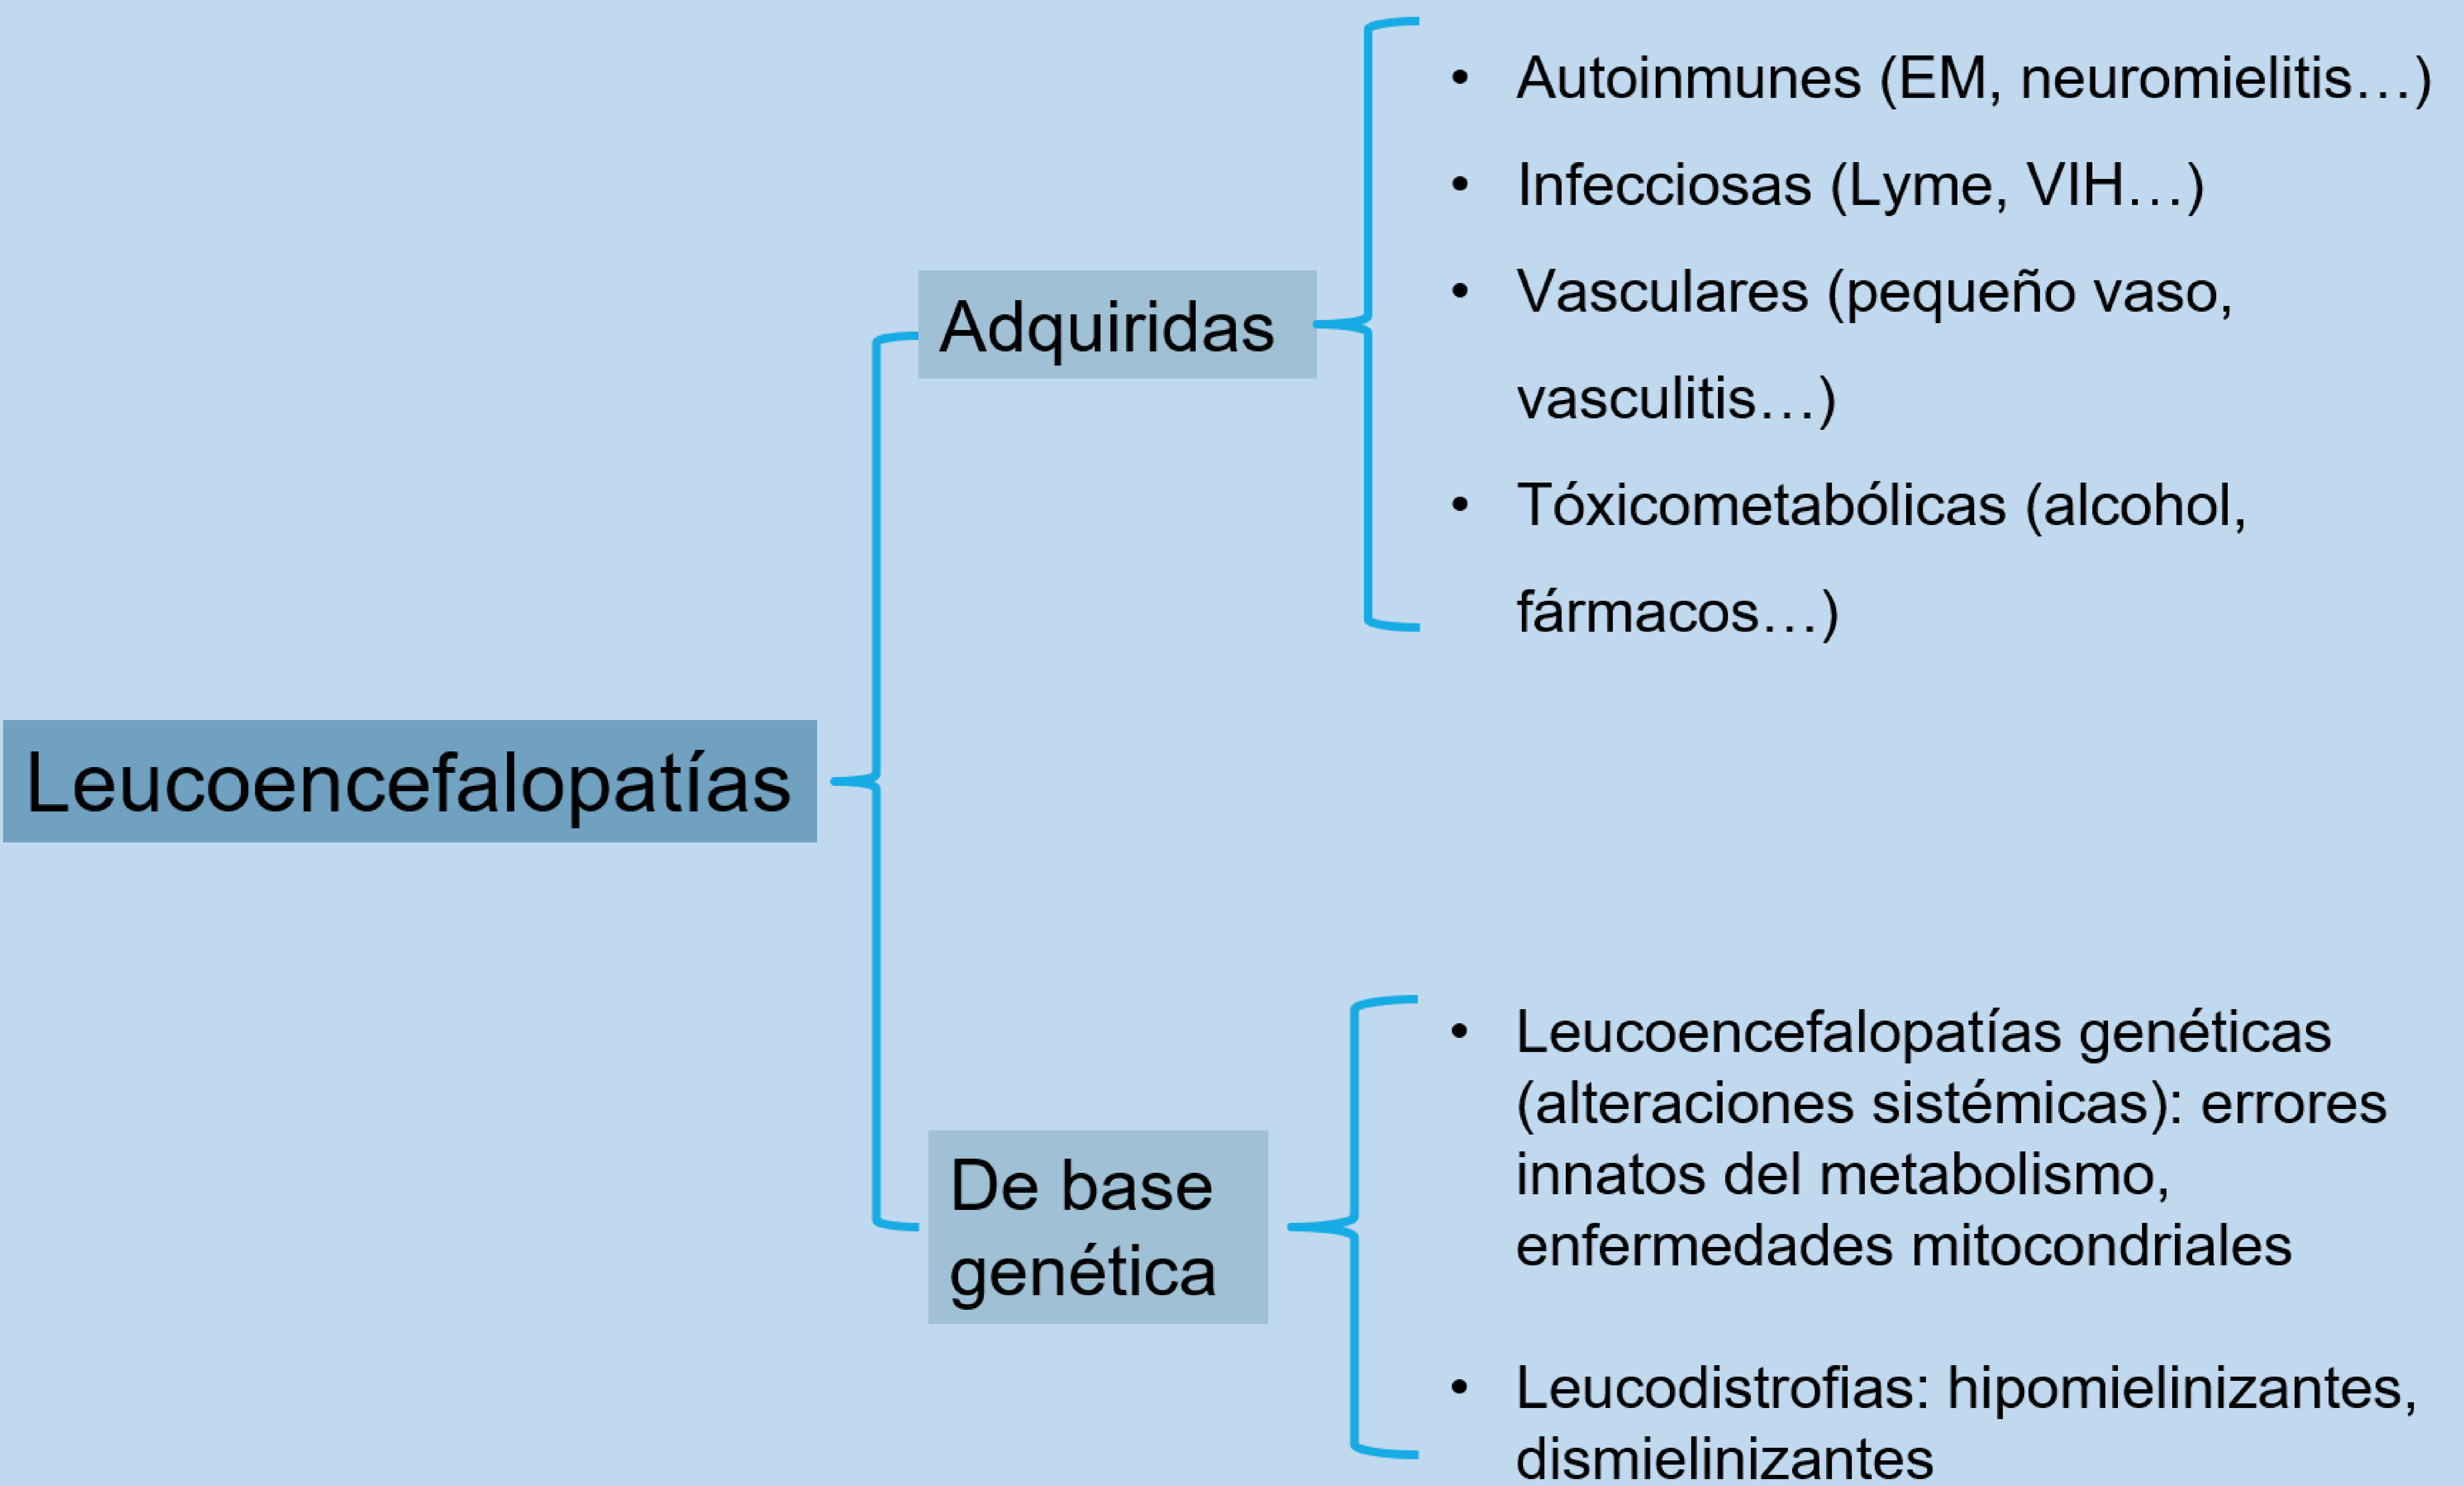 Leucoencefalopatías
Adquiridas
• Autoinmunes (EM, neuromielitis…)
• Infecciosas (Lyme, VIH…)
• Vasculares (pequeño vaso,
vasculitis…)
• Tóxicometabólicas (alcohol,
fármacos…)
De base
genética
• Leucoencefalopatías genéticas
(alteraciones sistémicas): errores
innatos del metabolismo,
enfermedades mitocondriales
• Leucodistrofias: hipomielinizantes,
dismielinizantes